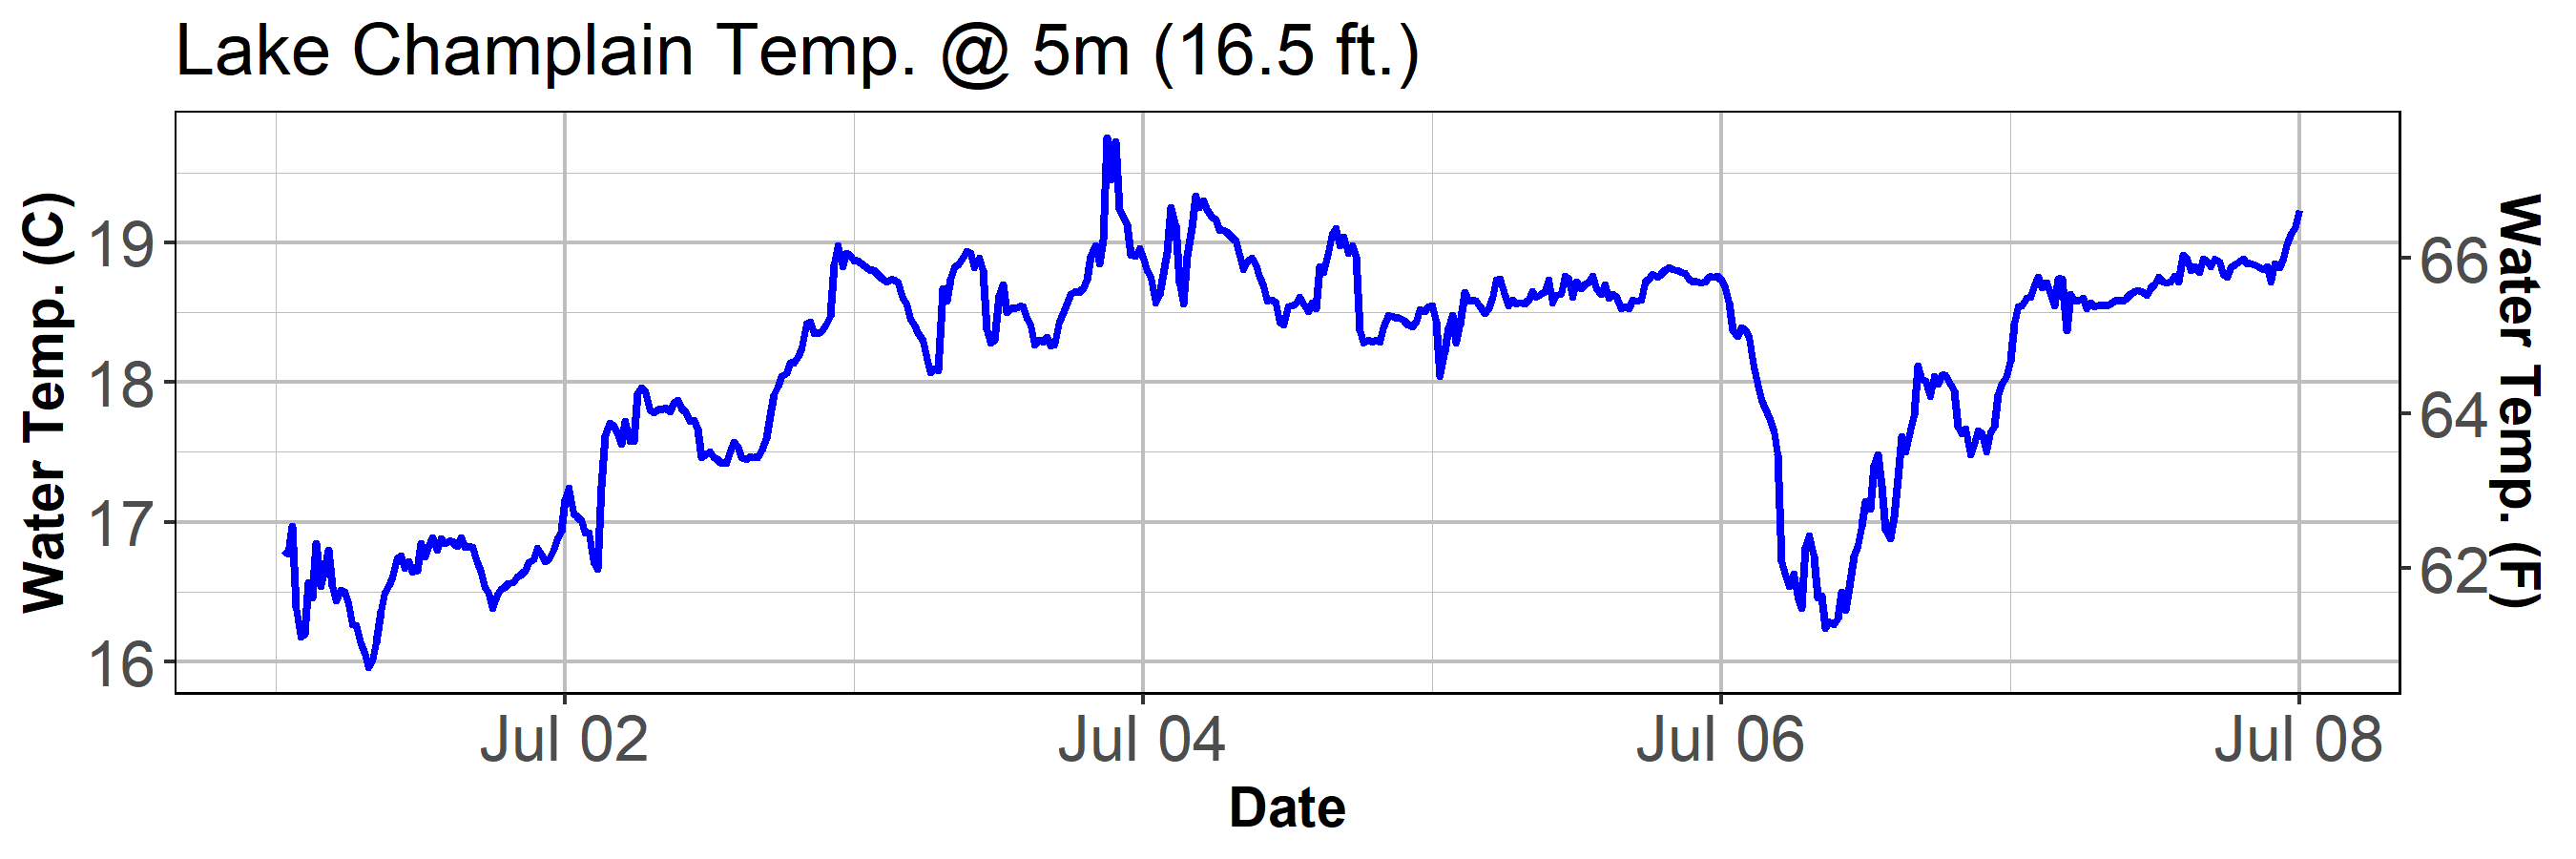 Lake Champlain Temp. @ 5m (16.5 ft.)
Water Temp. (C)
19
18
17
16
66
64
62
Water Temp. (F)
Jul 02
Jul 04
Jul 06
Jul 08
Date